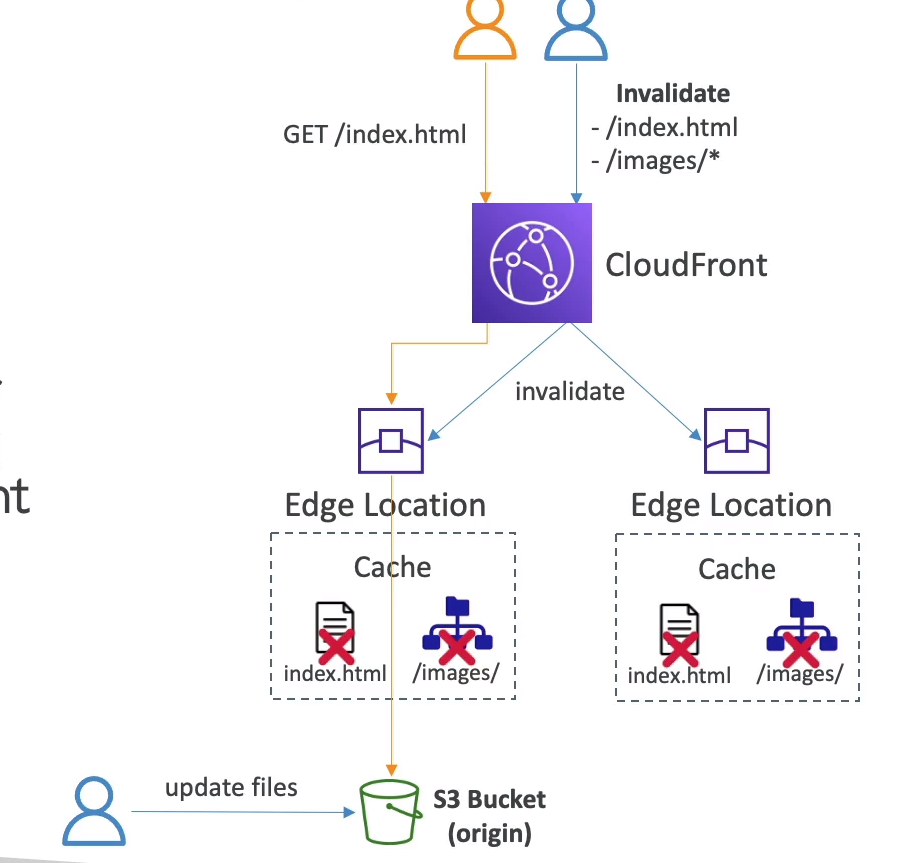 GET /index.html
Invalidate
- /index.html
- /images/*
CloudFront
invalidate
nt
Edge Location
Edge Location
Cache
Cache
index.html
/images/
index.html
/images/
update files
S3 Bucket
(origin)